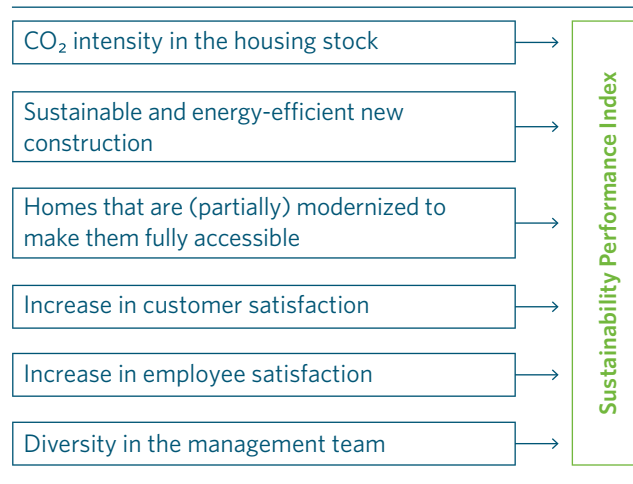 CO₂ intensity in the housing stock
Sustainable and energy-efficient new
construction
Homes that are (partially) modernized to
make them fully accessible
Increase in customer satisfaction
Increase in employee satisfaction
Diversity in the management team
Sustainability Performance Index